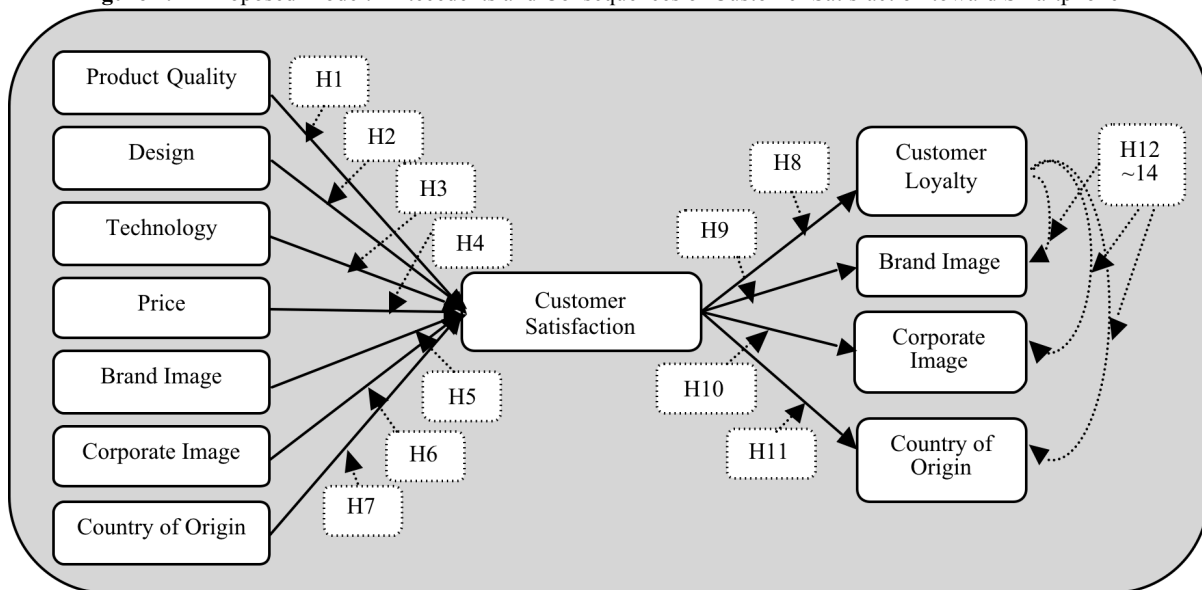 Product Quality
Design
Technology
Price
Brand Image
Corporate Image
Country of Origin
H1
H2
H3
H4
H5
H6
H7
Customer
Satisfaction
H8
H9
H10
H11
Customer
Loyalty
Brand Image
Corporate
Image
Country of
Origin
H12
~14